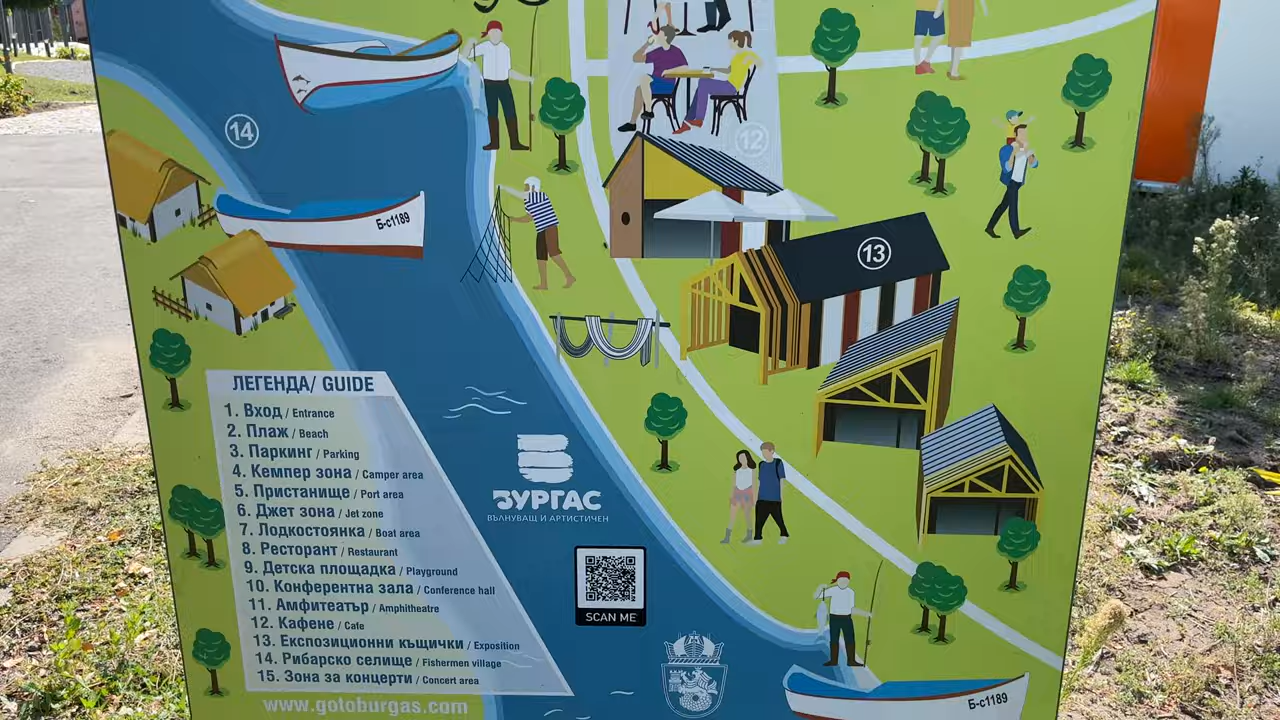 14
12
Б-с1189
13
ЛЕГЕНДА/ GUIDE
1. Вход / Entrance
2. Плаж / Beach
3. Паркинг / Parking
4. Кемпер зона / Camper area
5. Пристанище / Port area
6. Джет зона / Jet zone
7. Лодкостоянка / Boat area
8. Ресторант / Restaurant
9. Детска площадка / Playground
10. Конферентна зала / Conference hall
11. Амфитеатър / Amphitheatre
12. Кафене / Cafe
13. Експозиционни къщички / Exposition
14. Рибарско селище / Fishermen village
15. Зона за концерти / Concert area
www.gotoburgas.com
БУРГАС
ВЪЛНУВАЩ И АРТИСТИЧЕН
SCAN ME
Б-с1189